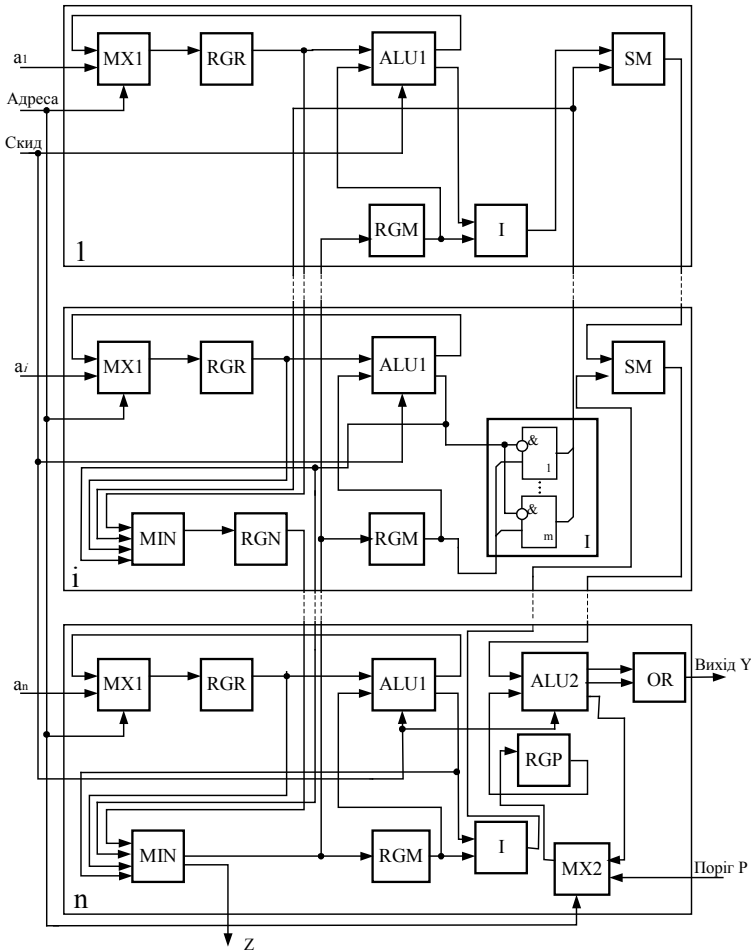 a1
MX1
RGR
ALU1
SM
Адреса
Скид
RGM
I
1
ai
MX1
RGR
ALU1
SM
&
1
&
m
I
MIN
RGN
RGM
i
an
MX1
RGR
ALU1
ALU2
OR
Вихід Y
RGP
MIN
RGM
I
MX2
Поріг P
n
Z